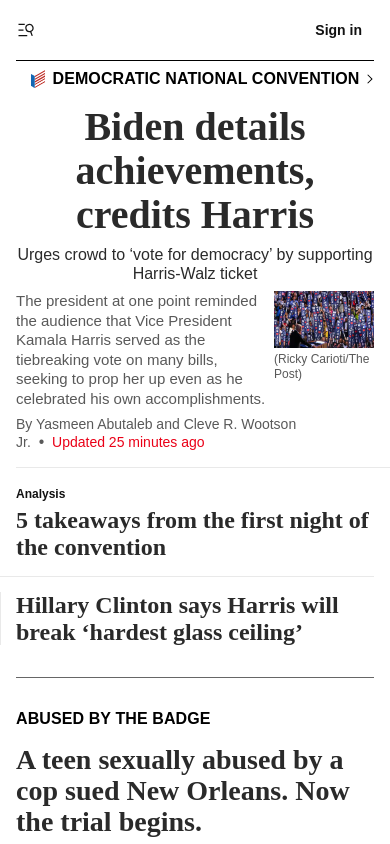 Sign in
DEMOCRATIC NATIONAL CONVENTION
Biden details
achievements,
credits Harris
Urges crowd to ‘vote for democracy’ by supporting
Harris-Walz ticket
The president at one point reminded
the audience that Vice President
Kamala Harris served as the
tiebreaking vote on many bills,
seeking to prop her up even as he
celebrated his own accomplishments.
(Ricky Carioti/The
Post)
By Yasmeen Abutaleb and Cleve R. Wootson
Jr. • Updated 25 minutes ago
Analysis
5 takeaways from the first night of
the convention
Hillary Clinton says Harris will
break ‘hardest glass ceiling’
ABUSED BY THE BADGE
A teen sexually abused by a
cop sued New Orleans. Now
the trial begins.